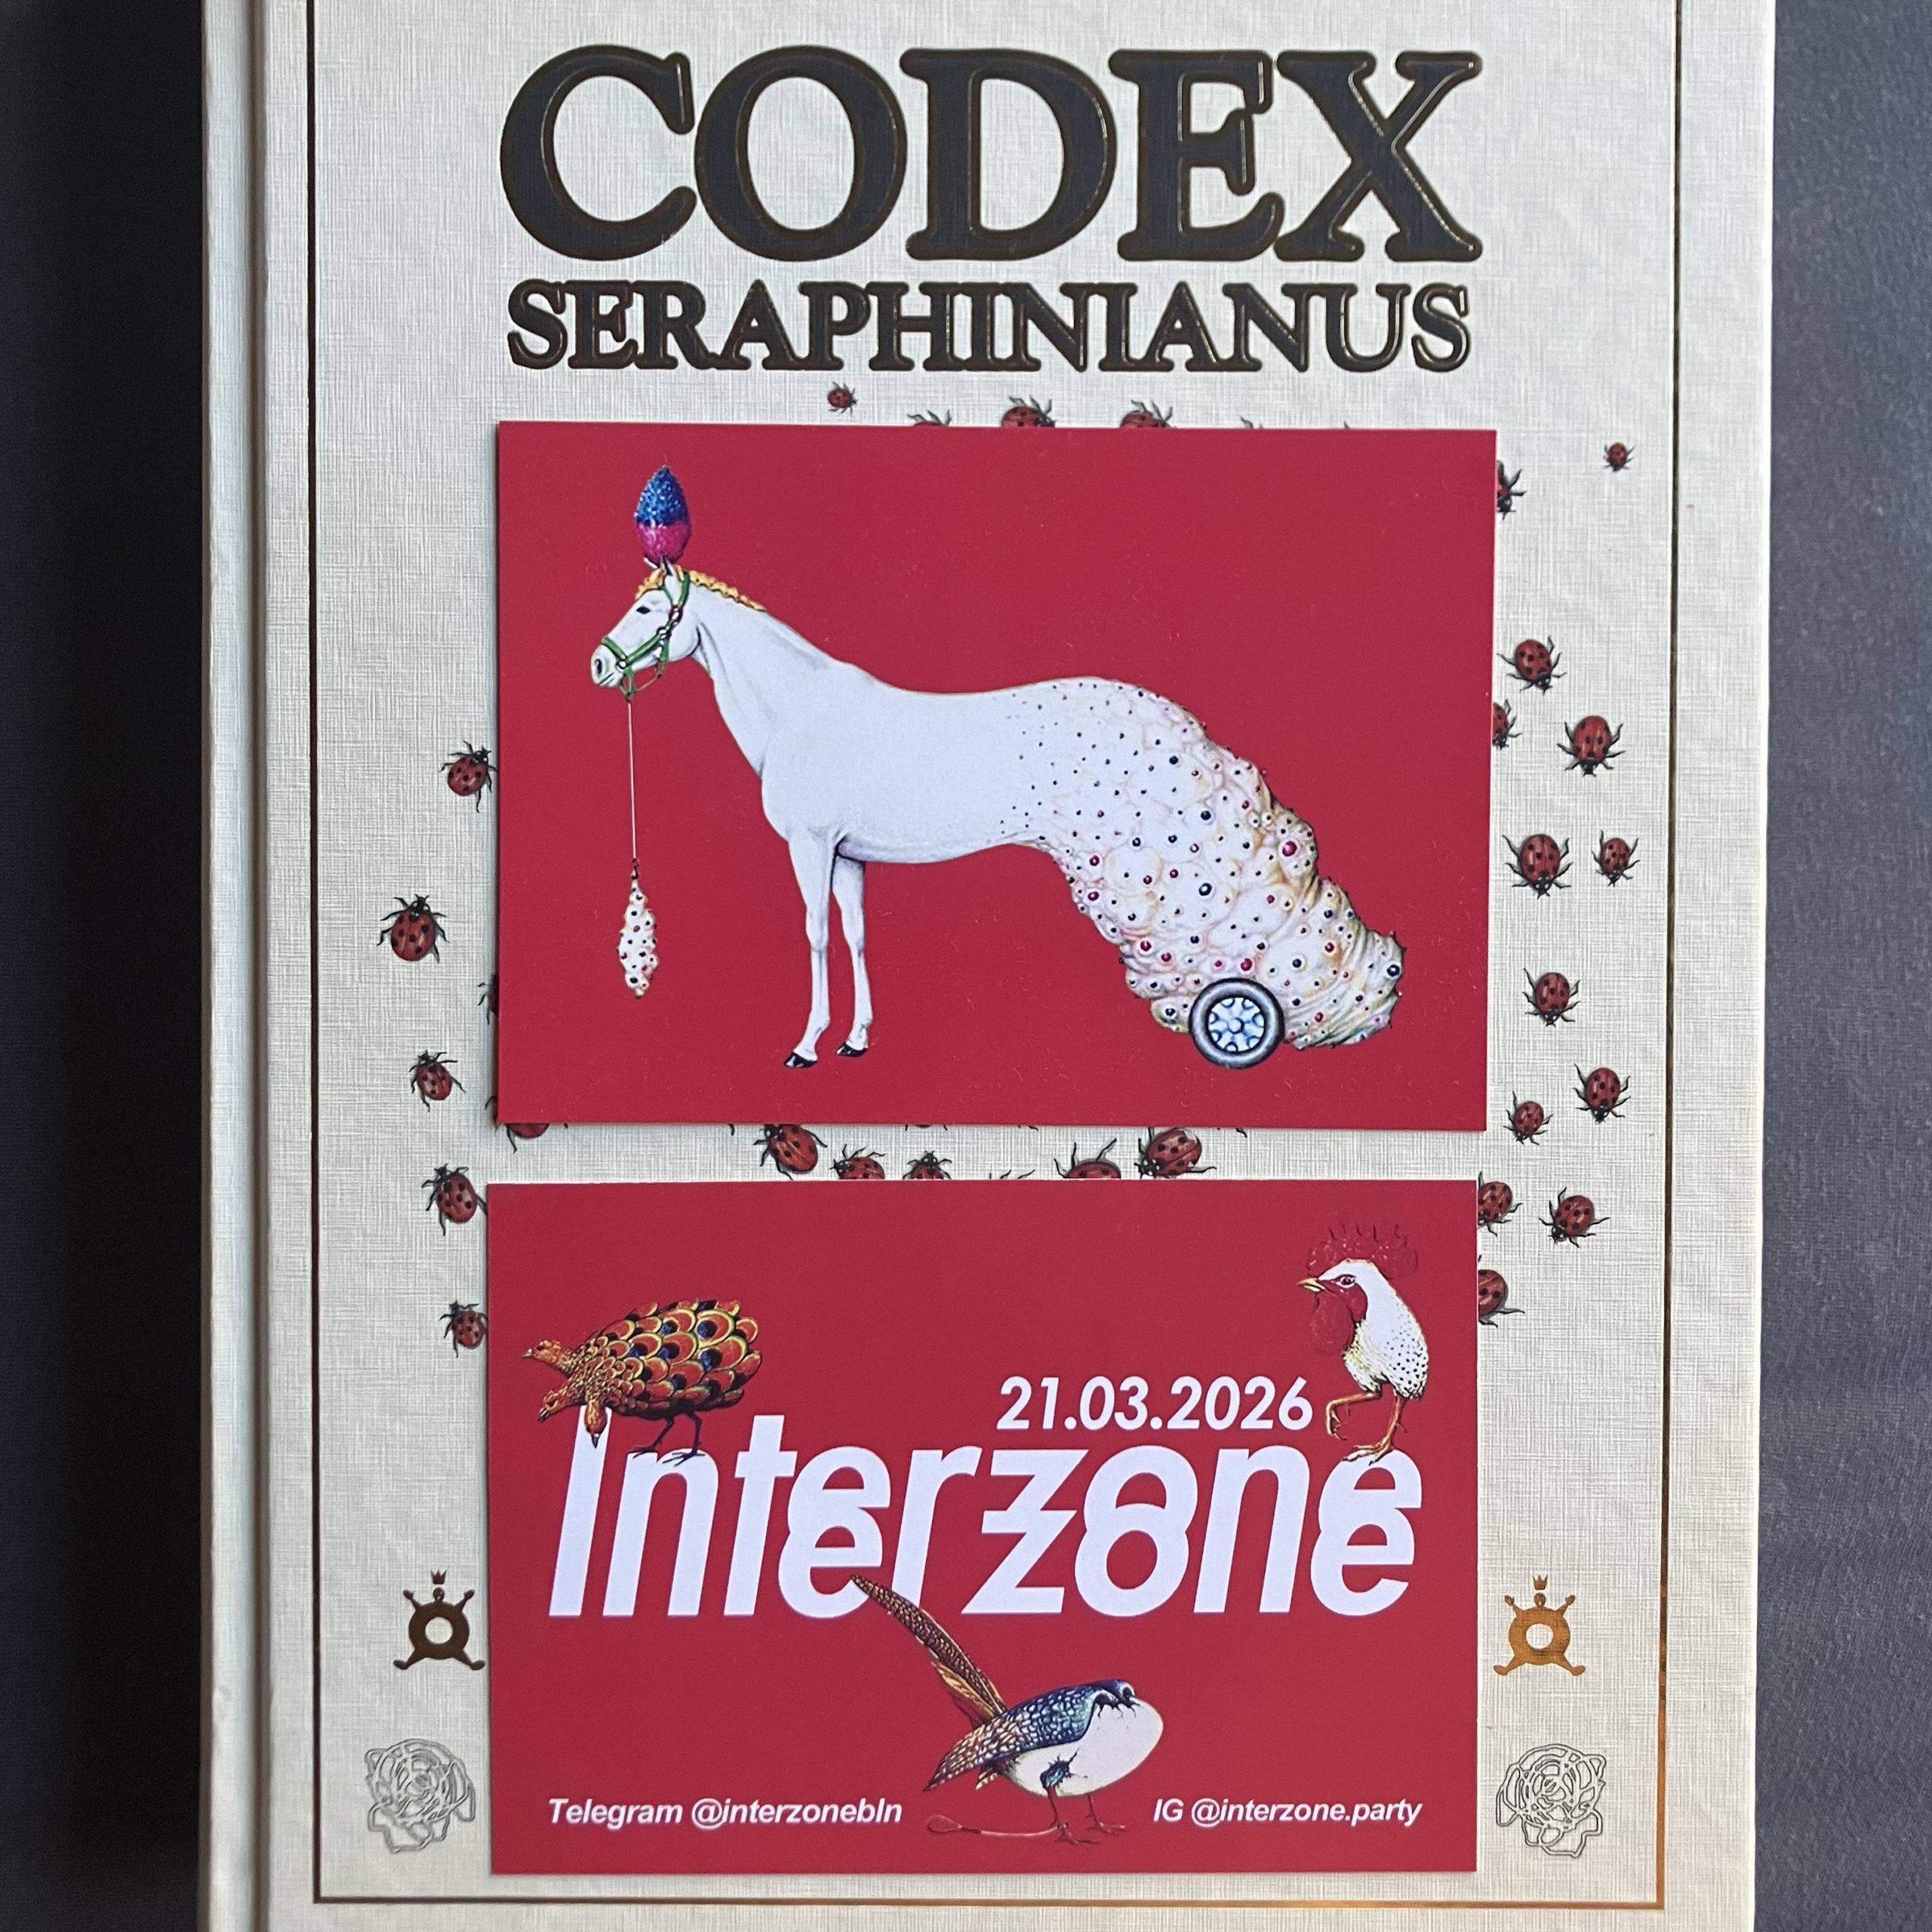 CODEX
SERAPHINIANUS
21.03.2026
Interzone
Telegram @interzonebln
IG @interzone.party